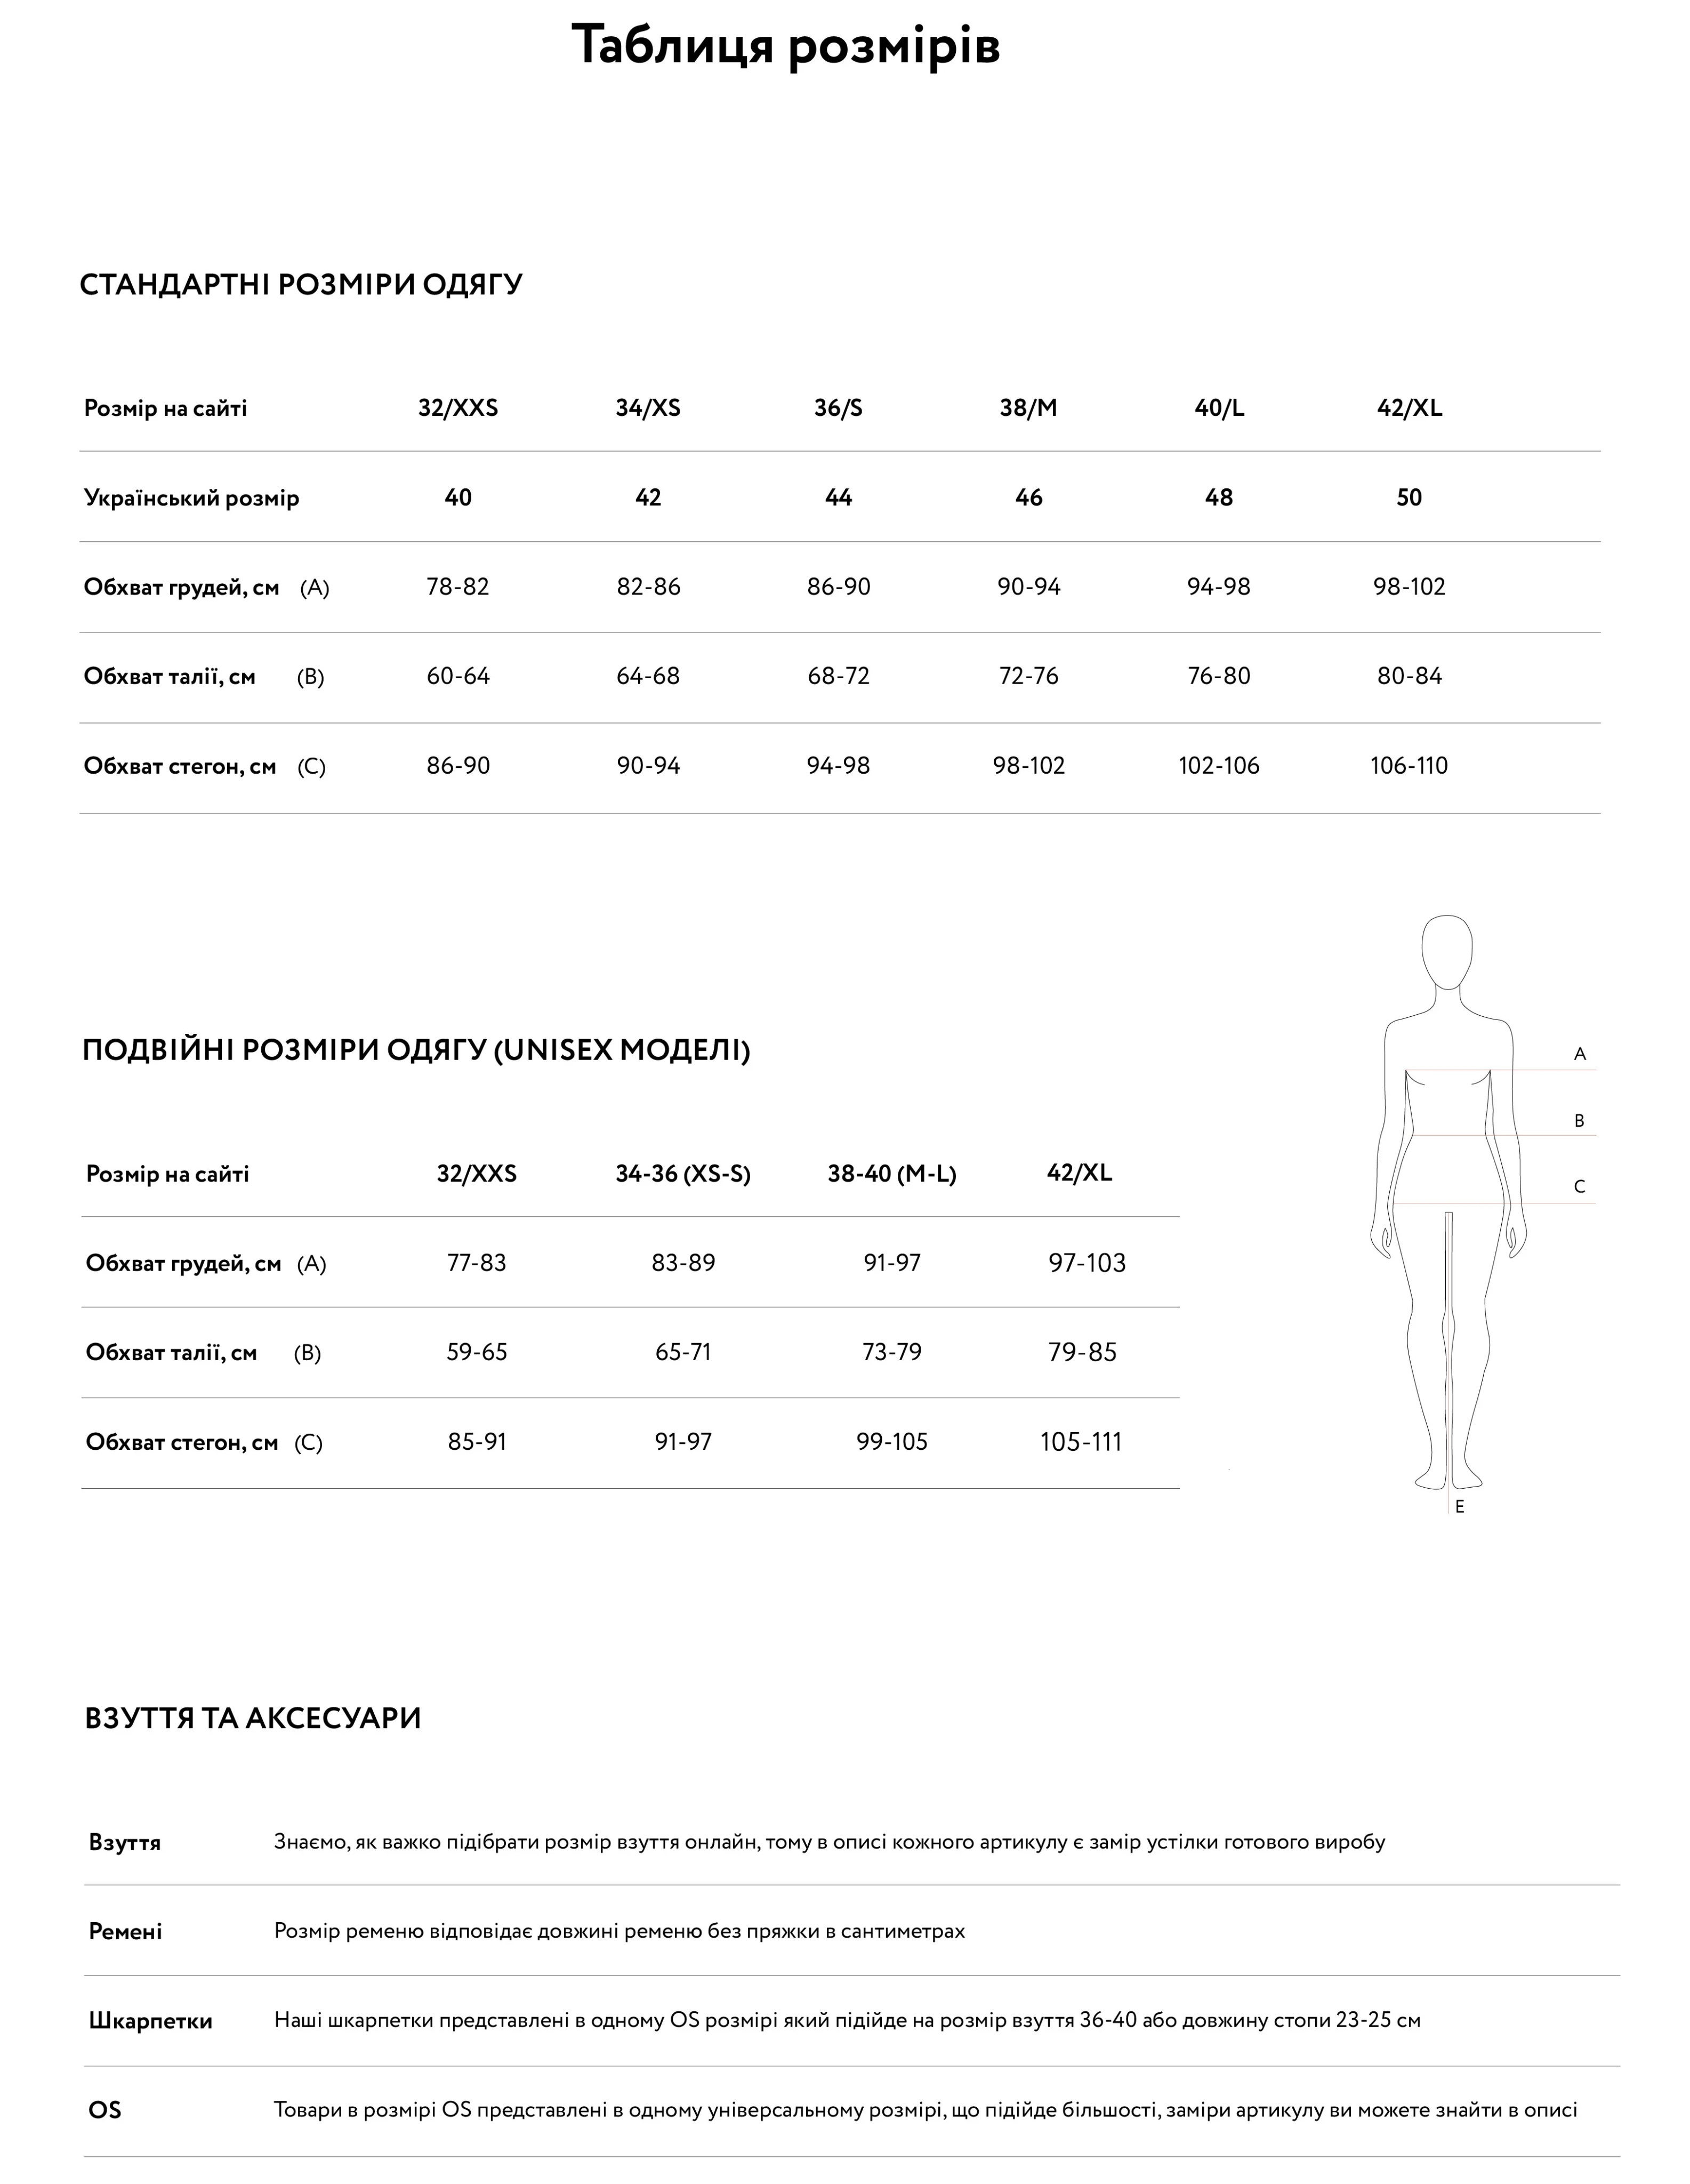 Таблиця розмірів
СТАНДАРТНІ РОЗМІРИ ОДЯГУ
Розмір на сайті 32/XXS 34/XS 36/S 38/M 40/L 42/XL
Український розмір 40 42 44 46 48 50
Обхват грудей, см (A) 78-82 82-86 86-90 90-94 94-98 98-102
Обхват талії, см (B) 60-64 64-68 68-72 72-76 76-80 80-84
Обхват стегон, см (C) 86-90 90-94 94-98 98-102 102-106 106-110
ПОДВІЙНІ РОЗМІРИ ОДЯГУ (UNISEX МОДЕЛІ)
Розмір на сайті 32/XXS 34-36 (XS-S) 38-40 (M-L) 42/XL
Обхват грудей, см (A) 77-83 83-89 91-97 97-103
Обхват талії, см (B) 59-65 65-71 73-79 79-85
Обхват стегон, см (C) 85-91 91-97 99-105 105-111
A
B
C
E
ВЗУТТЯ ТА АКСЕСУАРИ
Взуття Знаємо, як важко підібрати розмір взуття онлайн, тому в описі кожного артикулу є замір устілки готового виробу
Ремені Розмір ременю відповідає довжині ременю без пряжки в сантиметрах
Шкарпетки Наші шкарпетки представлені в одному OS розмірі який підійде на розмір взуття 36-40 або довжину стопи 23-25 см
OS Товари в розмірі OS представлені в одному універсальному розмірі, що підійде більшості, заміри артикулу ви можете знайти в описі